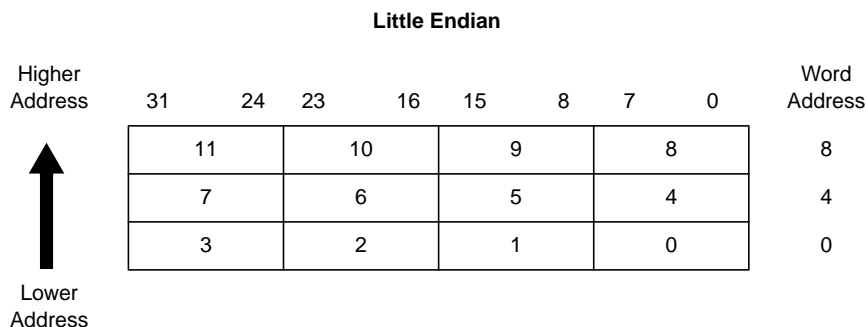 Little Endian
Higher Word
Address 31 24 23 16 15 8 7 0 Address
11 10 9 8 8
7 6 5 4 4
3 2 1 0 0
Lower
Address